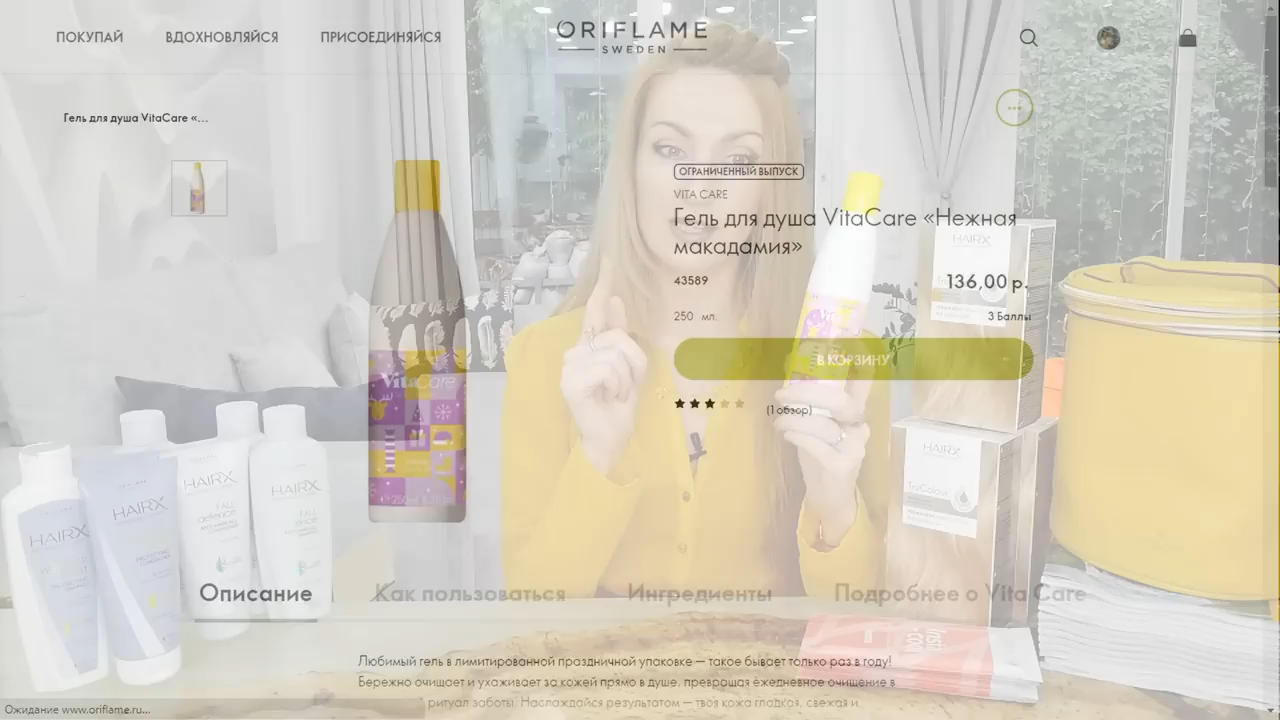 ПОКУПАЙ
ВДОХНОВЛЯЙСЯ
ПРИСОЕДИНЯЙСЯ
ORIFLAME
SWEDEN
Гель для душа VitaCare «...
ОГРАНИЧЕННЫЙ ВЫПУСК
VITA CARE
Гель для душа VitaCare «Нежная
макадамия»
43589
136,00 р.
250 мл.
3 Баллы
В КОРЗИНУ
(1 обзор)
VitaCare
HAIRX
HAIRX
TruColour
HAIRX
HAIRX
HAIRX
FALL
defence
HAIRX
Описание
Как пользоваться
Ингредиенты
Подробнее о Vita Care
Любимый гель в лимитированной праздничной упаковке — такое бывает только раз в году!
Бережно очищает и ухаживает за кожей прямо в душе, превращая ежедневное очищение в
ритуал заботы. Наслаждайся результатом — твоя кожа гладкая, свежая и
Ожидание www.oriflame.ru...